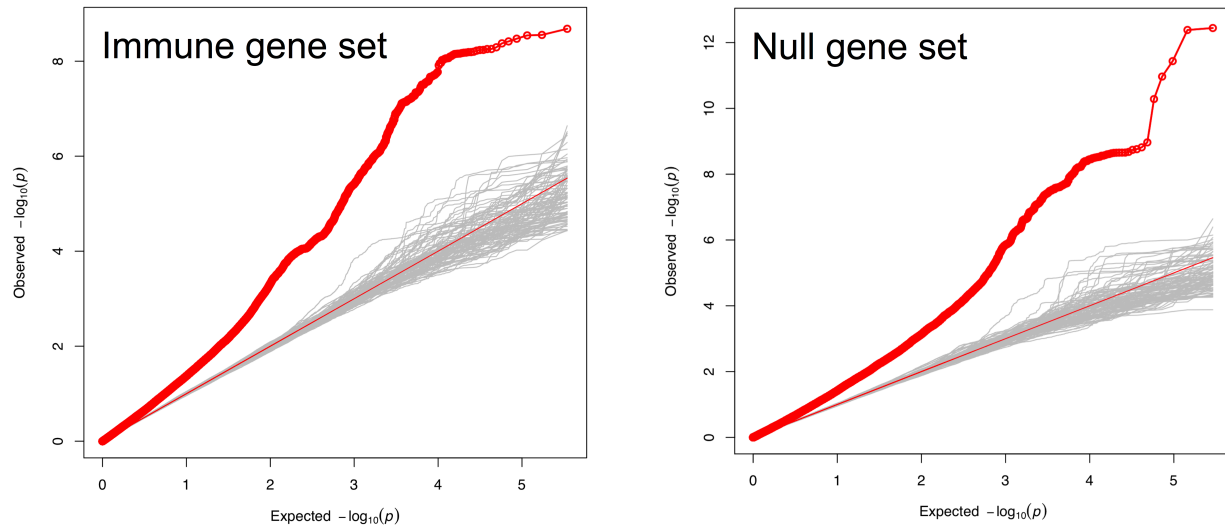 Immune gene set
8
6
4
2
0
Observed −log₁₀(p)
0 1 2 3 4 5
Expected −log₁₀(p)
Null gene set
12
10
8
6
4
2
0
Observed −log₁₀(p)
0 1 2 3 4 5
Expected −log₁₀(p)